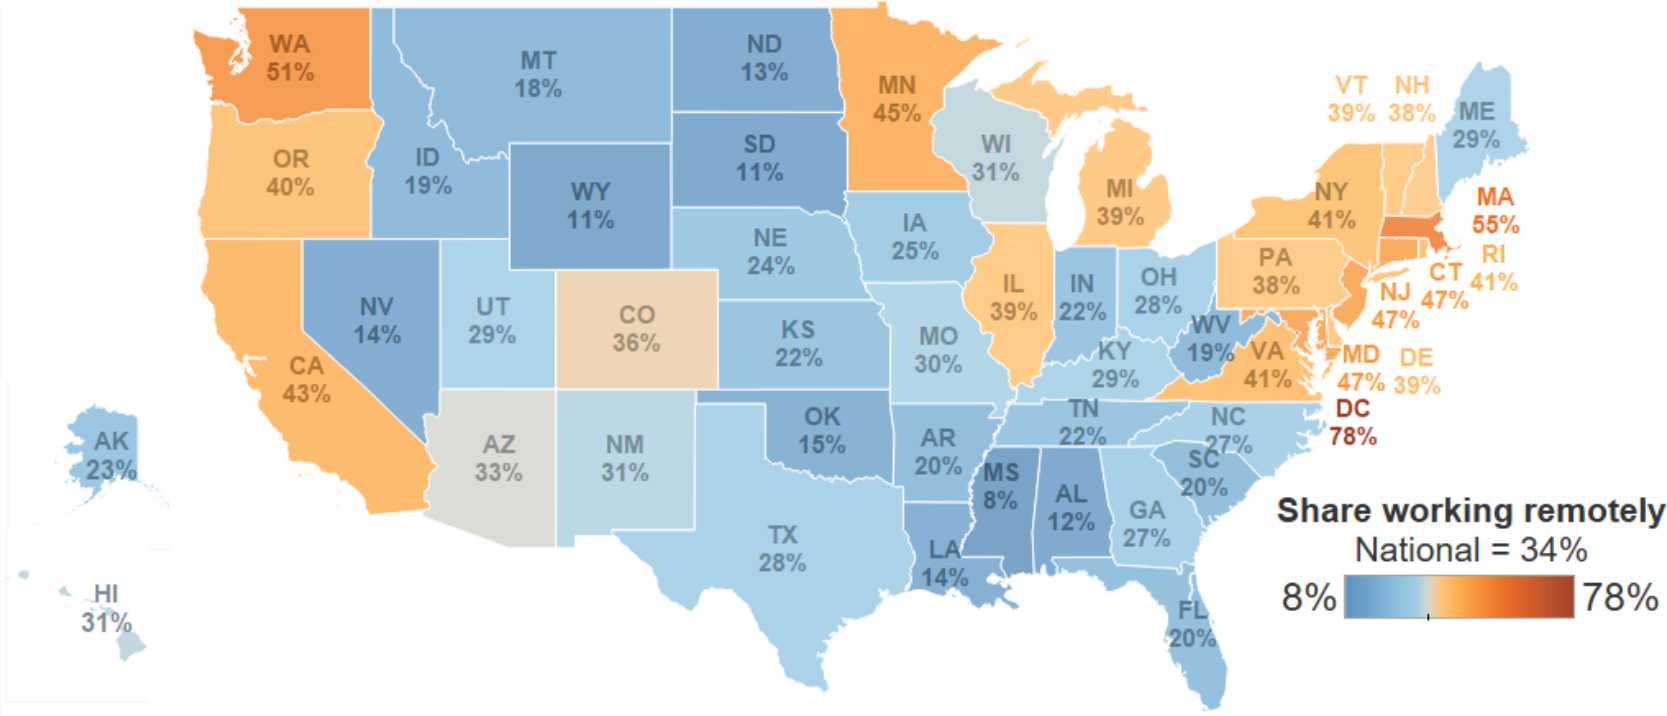 WA
51%
MT
18%
ND
13%
MN
45%
VT
39%
NH
38%
ME
29%
OR
40%
ID
19%
WY
11%
SD
11%
WI
31%
MI
39%
NY
41%
MA
55%
NE
24%
IA
25%
PA
38%
RI
41%
CT
47%
NJ
47%
NV
14%
UT
29%
CO
36%
KS
22%
MO
30%
IL
39%
IN
22%
OH
28%
WV
19%
VA
41%
MD
47%
DE
39%
DC
78%
CA
43%
KY
29%
AK
23%
AZ
33%
NM
31%
OK
15%
AR
20%
TN
22%
NC
27%
SC
20%
MS
8%
AL
12%
GA
27%
TX
28%
LA
14%
FL
20%
HI
31%
Share working remotely
National = 34%
8%
78%